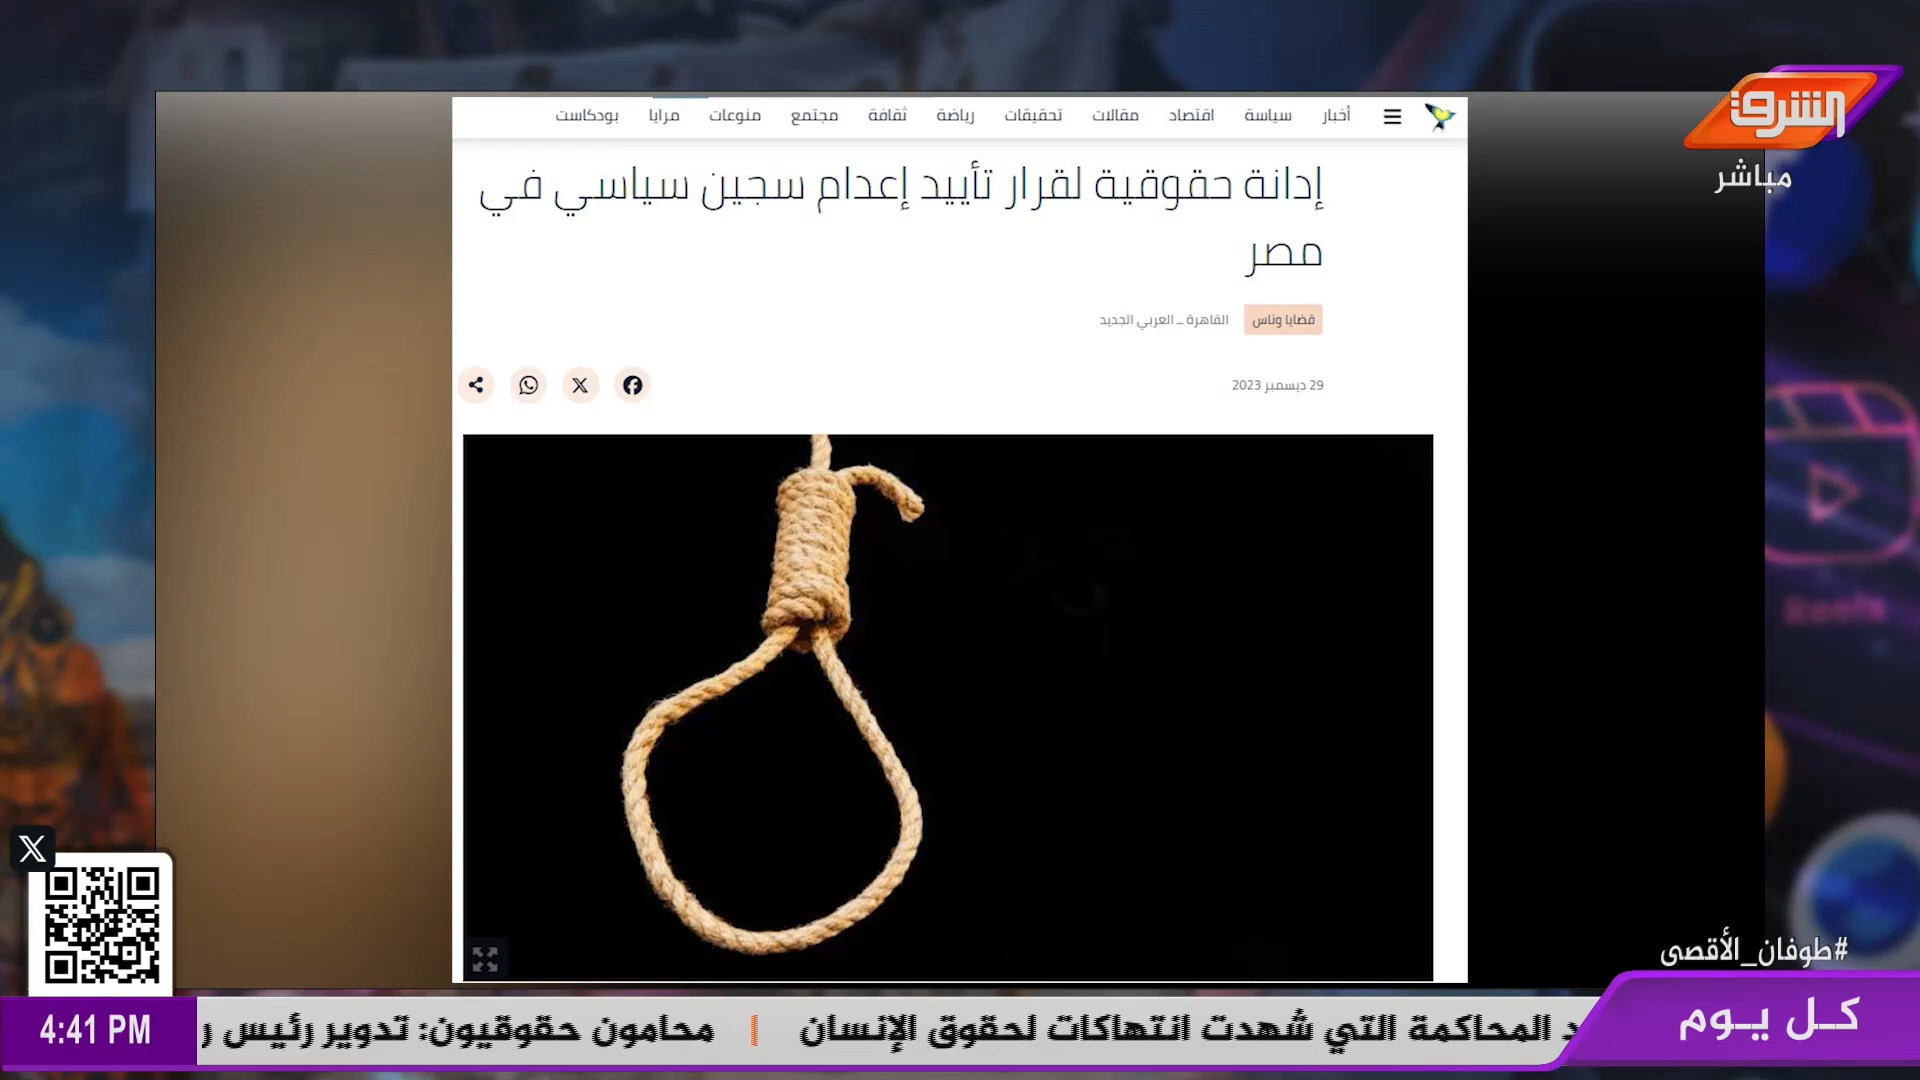 الشرق
مباشر
أخبار سياسة اقتصاد مقالات تحقيقات رياضة ثقافة مجتمع منوعات مرايا بودكاست
إدانة حقوقية لقرار تأييد إعدام سجين سياسي في
مصر
قضايا وناس القاهرة ــ العربي الجديد
29 ديسمبر 2023
X
Reels
#طوفان_الأقصى
كل يوم
د المحاكمة التي شهدت انتهاكات لحقوق الإنسان | محامون حقوقيون: تدوير رئيس ر
4:41 PM